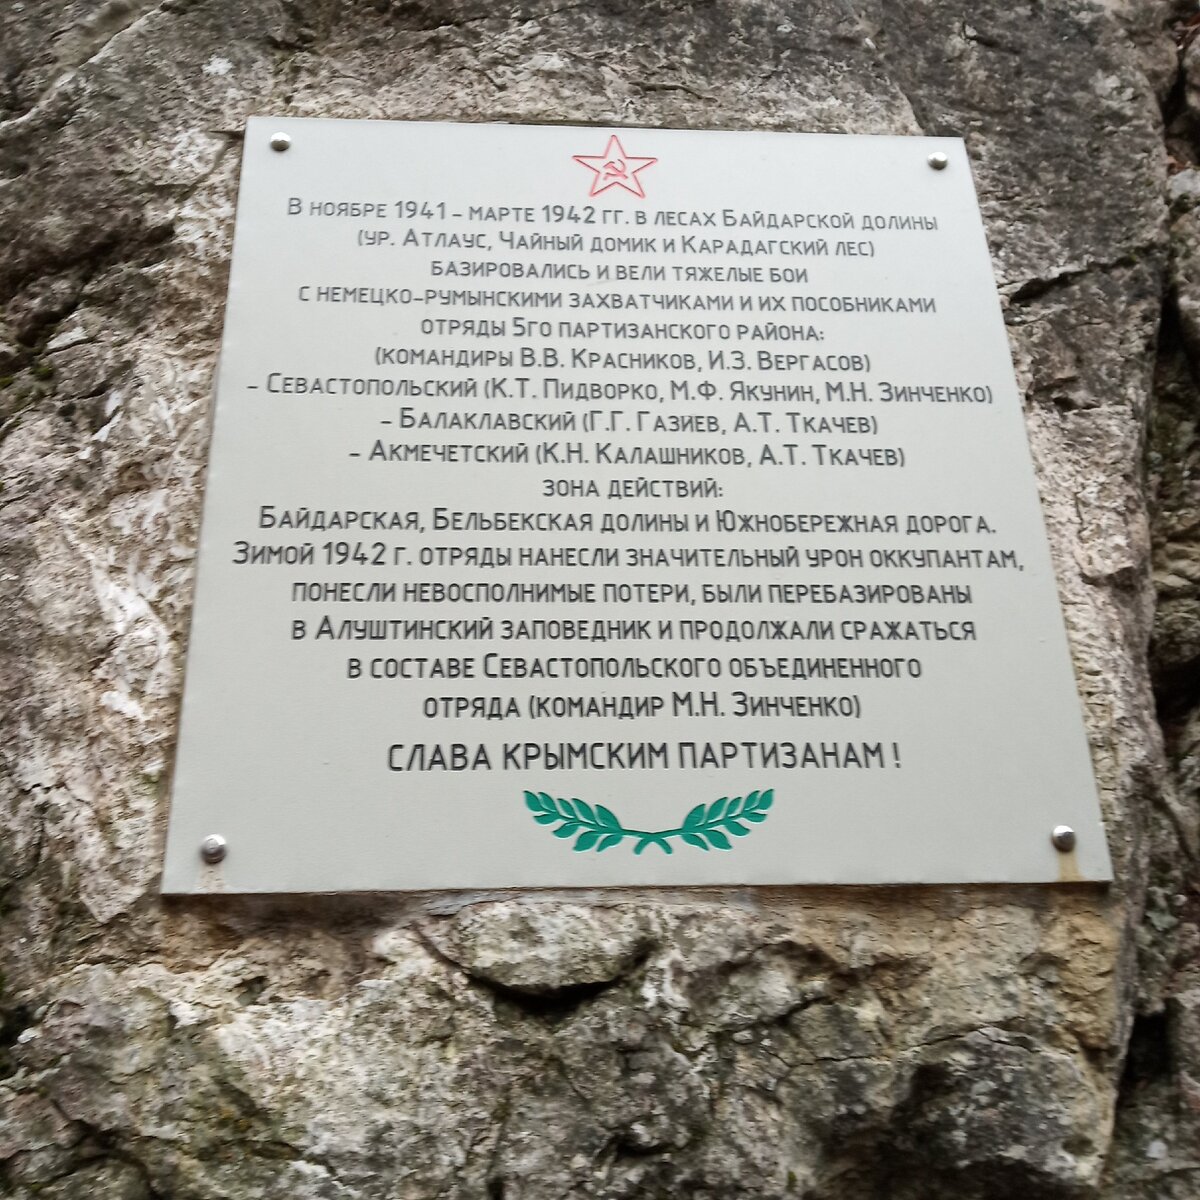 В ноябре 1941 - марте 1942 гг. в лесах Байдарской долины
(ур. Атлаус, Чайный домик и Карадагский лес)
базировались и вели тяжелые бои
с немецко-румынскими захватчиками и их пособниками
отряды 5го партизанского района:
(командиры В.В. Красников, И.З. Вергасов)
- Севастопольский (К.Т. Пидворко, М.Ф. Якунин, М.Н. Зинченко)
- Балаклавский (Г.Г. Газиев, А.Т. Ткачев)
- Акмечетский (К.Н. Калашников, А.Т. Ткачев)
зона действий:
Байдарская, Бельбекская долины и Южнобережная дорога.
Зимой 1942 г. отряды нанесли значительный урон оккупантам,
понесли невосполнимые потери, были перебазированы
в Алуштинский заповедник и продолжали сражаться
в составе Севастопольского объединенного
отряда (командир М.Н. Зинченко)
СЛАВА КРЫМСКИМ ПАРТИЗАНАМ !